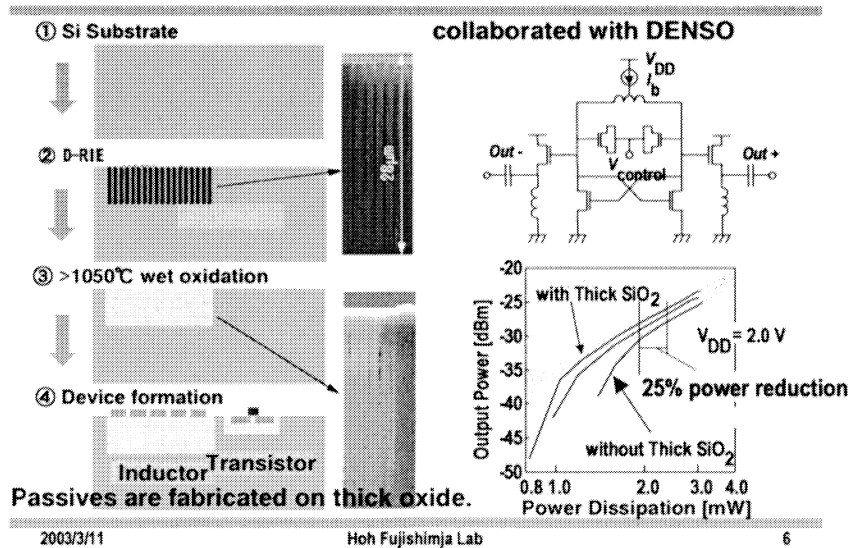 ① Si Substrate
collaborated with DENSO
② D-RIE
28μm
③ >1050℃ wet oxidation
④ Device formation
Inductor
Transistor
Passives are fabricated on thick oxide.
V DD
I b
Out -
Out +
V control
Output Power [dBm]
-20
-25
-30
-35
-40
-45
-50
with Thick SiO2
VDD = 2.0 V
25% power reduction
without Thick SiO2
0.8 1.0 2.0 3.0 4.0
Power Dissipation [mW]
2003/3/11
Hoh Fujishimja Lab
6